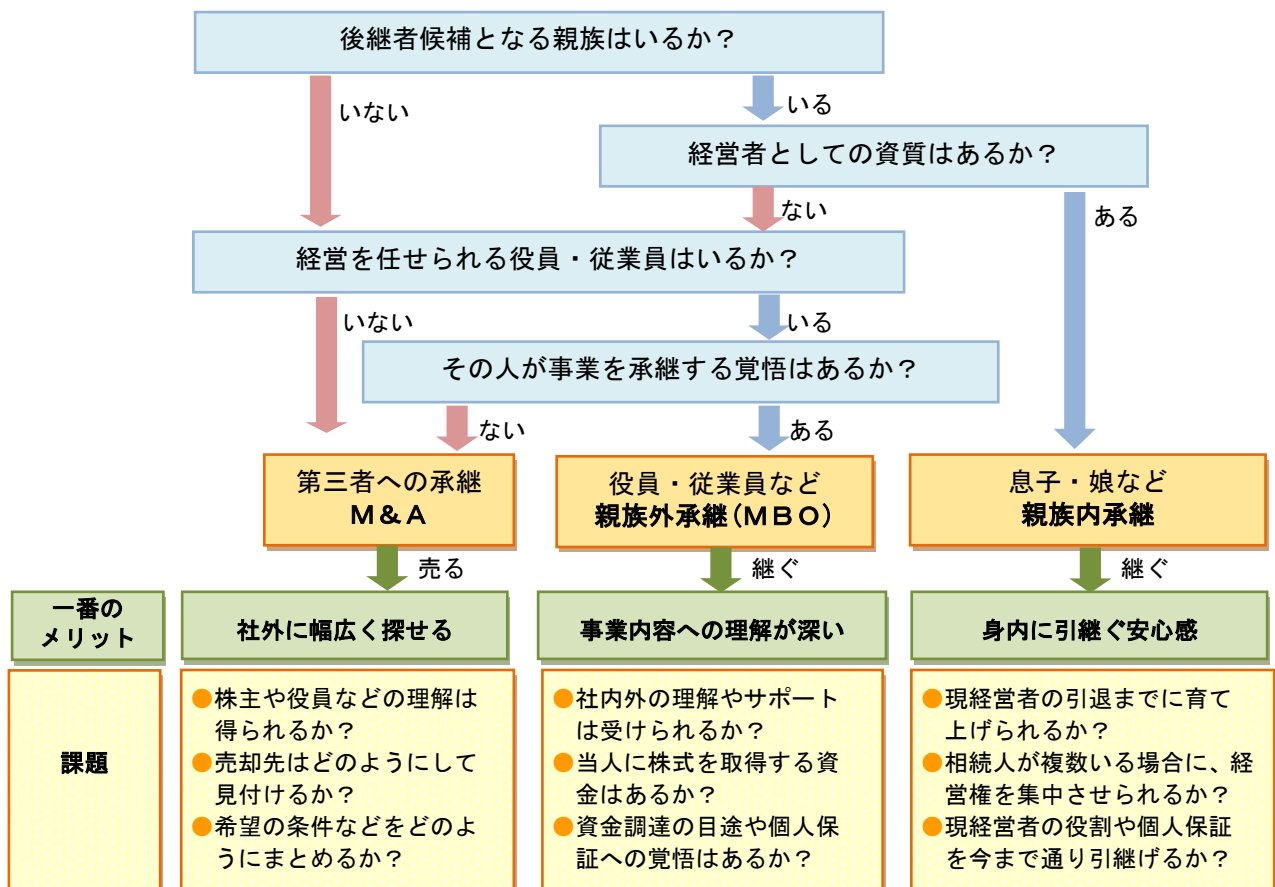 後継者候補となる親族はいるか？
いない
いる
経営者としての資質はあるか？
ない
ある
経営を任せられる役員・従業員はいるか？
いない
いる
その人が事業を承継する覚悟はあるか？
ない
ある
第三者への承継
Ｍ＆Ａ
役員・従業員など
親族外承継(ＭＢＯ)
息子・娘など
親族内承継
売る
継ぐ
継ぐ
一番の
メリット
社外に幅広く探せる
事業内容への理解が深い
身内に引継ぐ安心感
課題
●株主や役員などの理解は
得られるか？
●売却先はどのようにして
見付けるか？
●希望の条件などをどのよ
うにまとめるか？
●社内外の理解やサポート
は受けられるか？
●当人に株式を取得する資
金はあるか？
●資金調達の目途や個人保
証への覚悟はあるか？
●現経営者の引退までに育て
上げられるか？
●相続人が複数いる場合に、経
営権を集中させられるか？
●現経営者の役割や個人保証
を今まで通り引継げるか？